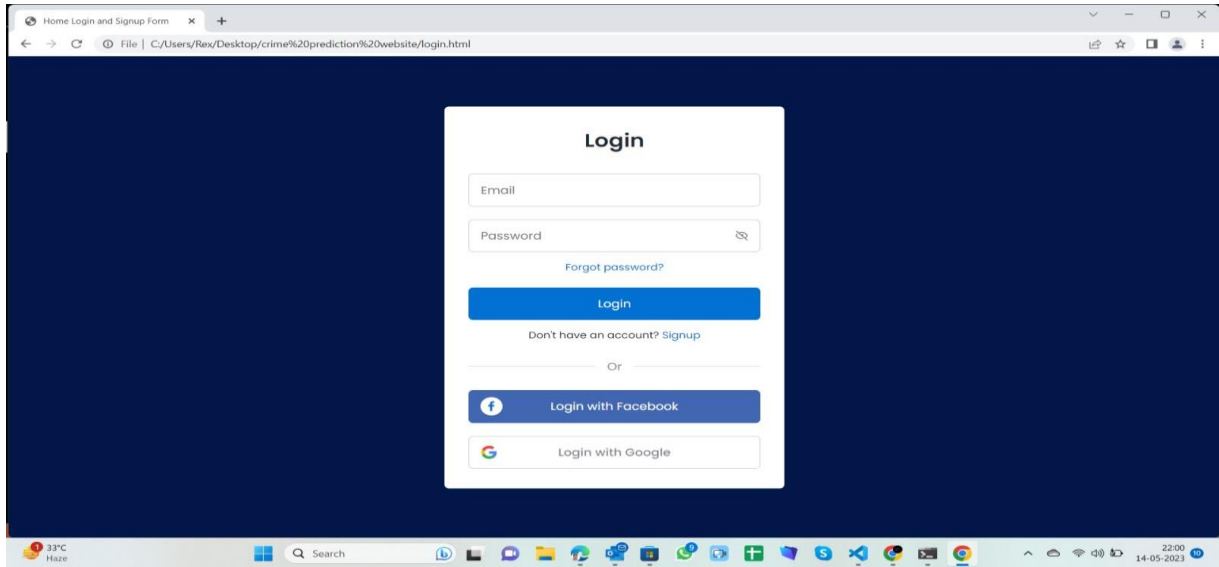 Home Login and Signup Form
File | C:/Users/Rex/Desktop/crime%20prediction%20website/login.html
Login
Email
Password
Forgot password?
Login
Don't have an account? Signup
Or
Login with Facebook
Login with Google
1
33°C
Haze
Search
22:00
14-05-2023
10